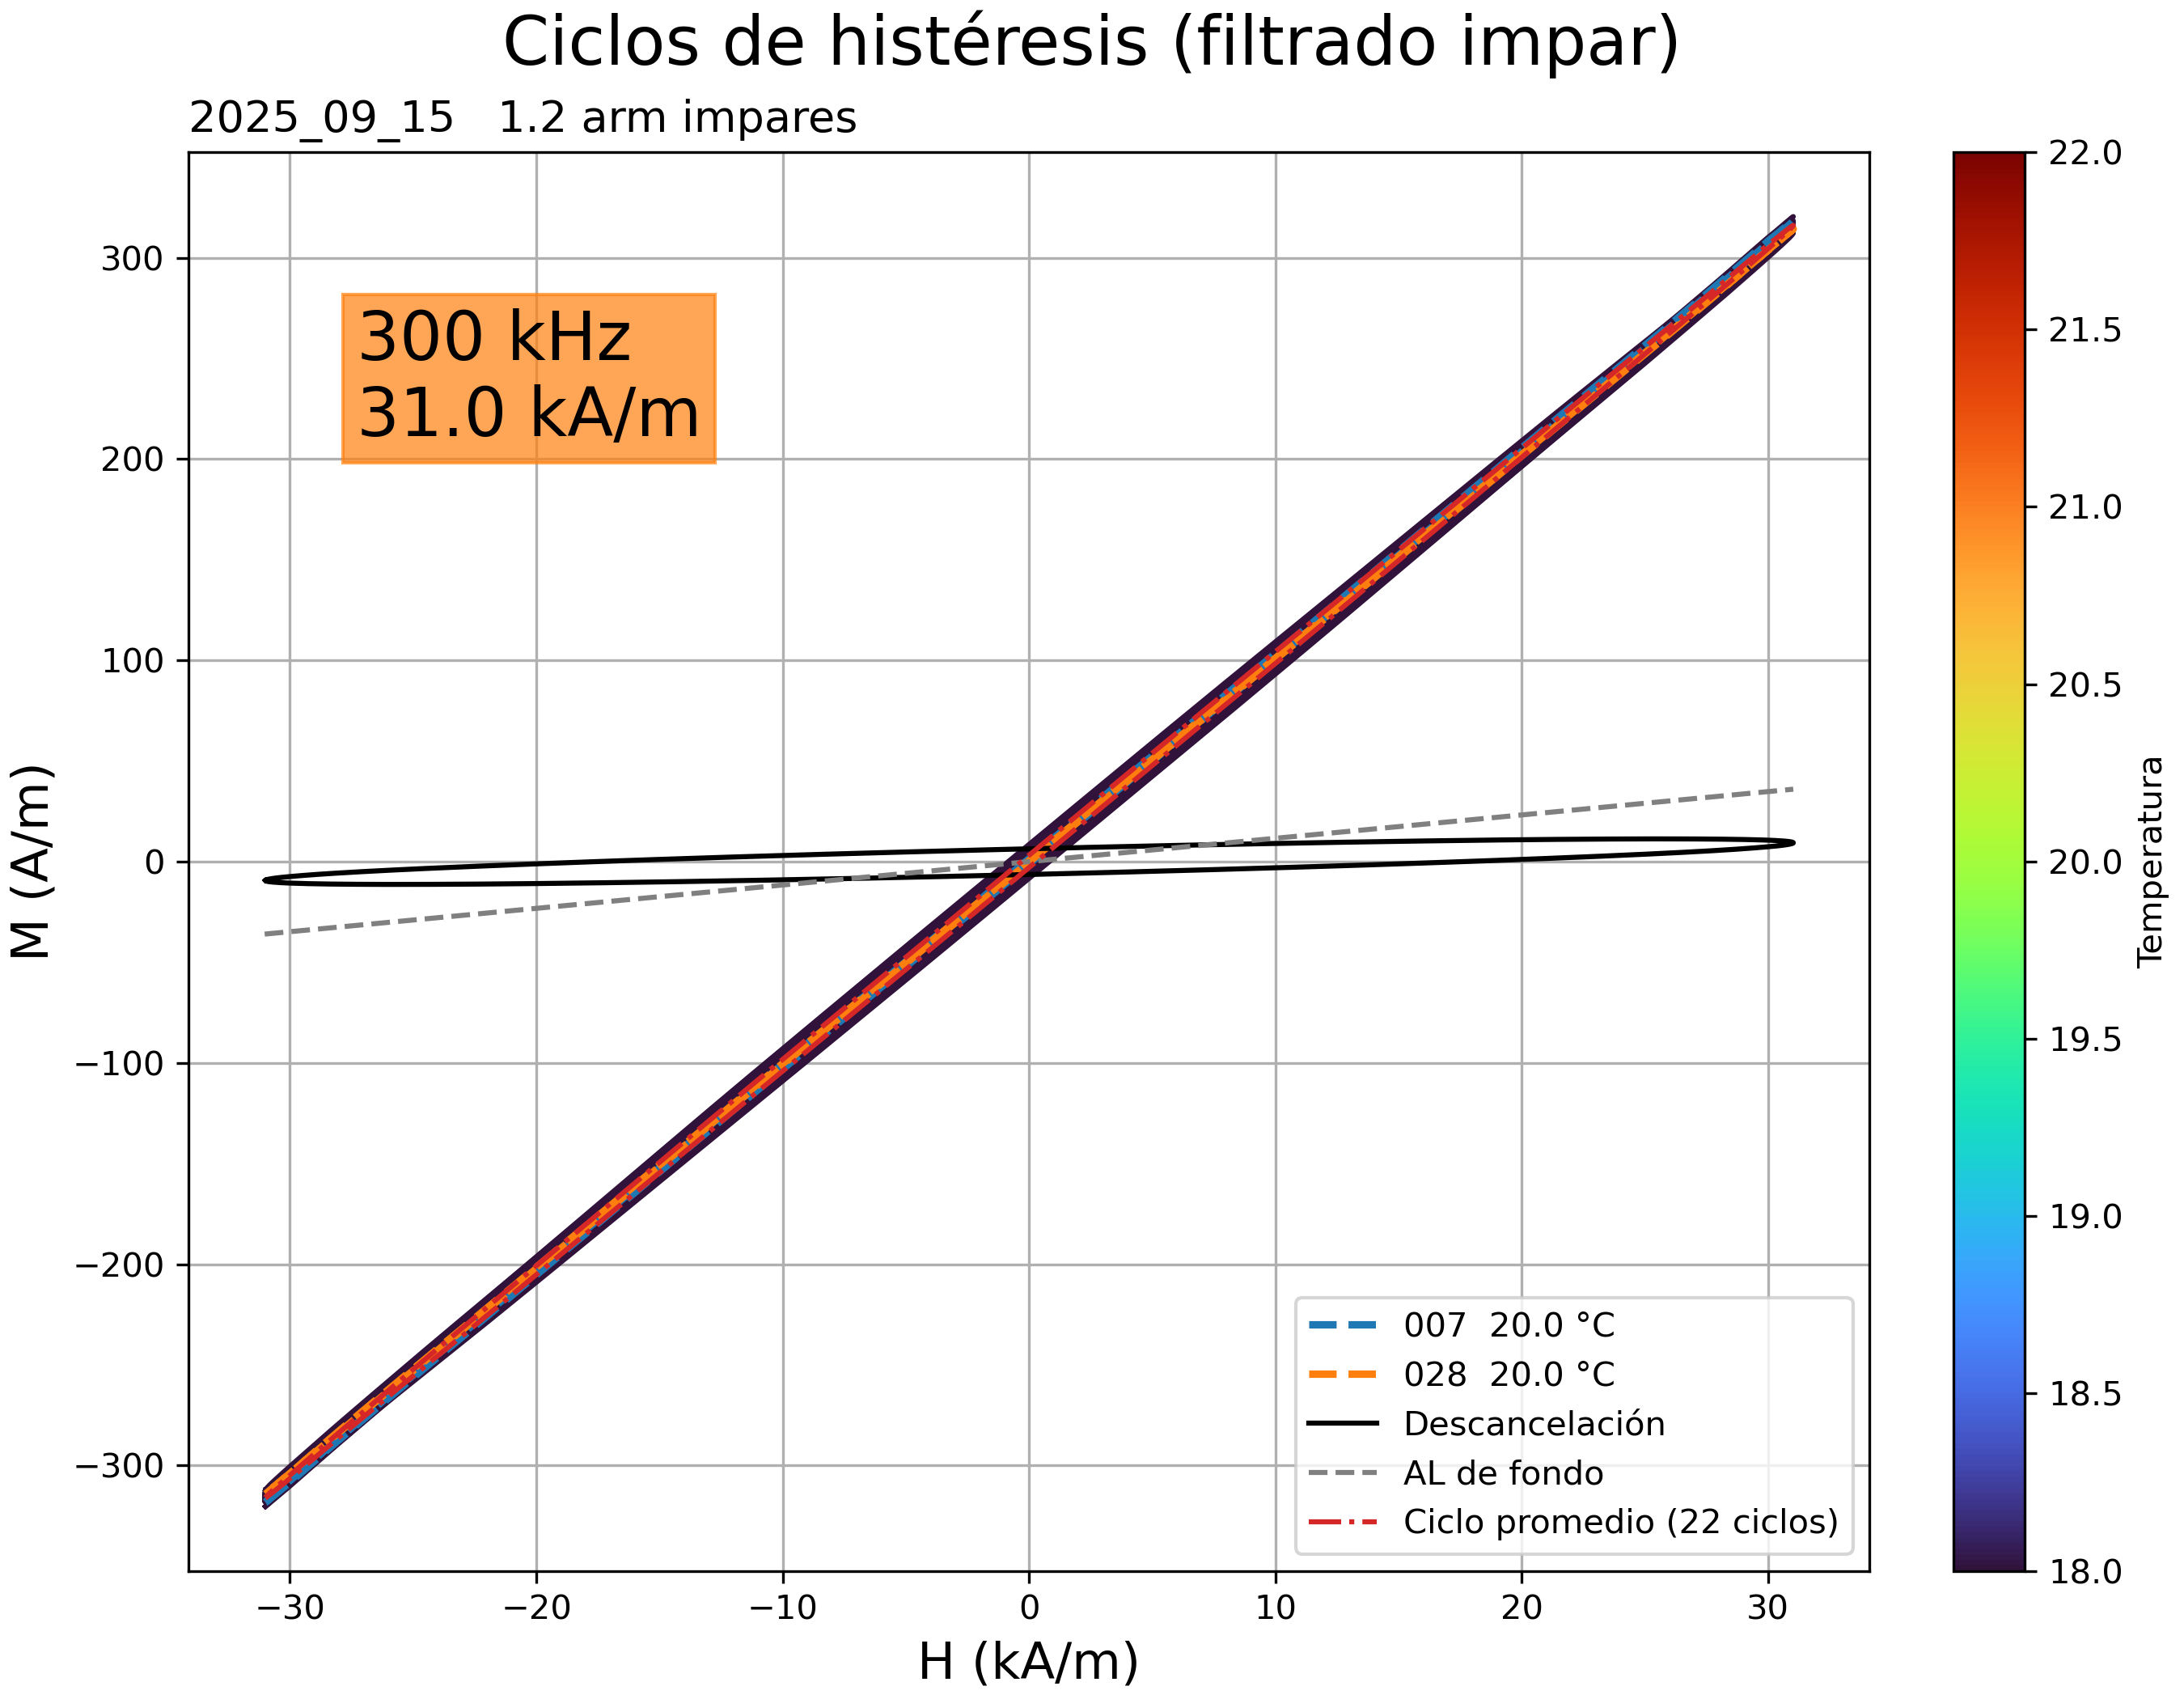 Ciclos de histéresis (filtrado impar)
2025_09_15   1.2 arm impares
300 kHz
31.0 kA/m
M (A/m)
300
200
100
0
−100
−200
−300
−30
−20
−10
0
10
20
30
H (kA/m)
007  20.0 °C
028  20.0 °C
Descancelación
AL de fondo
Ciclo promedio (22 ciclos)
22.0
21.5
21.0
20.5
20.0
19.5
19.0
18.5
18.0
Temperatura